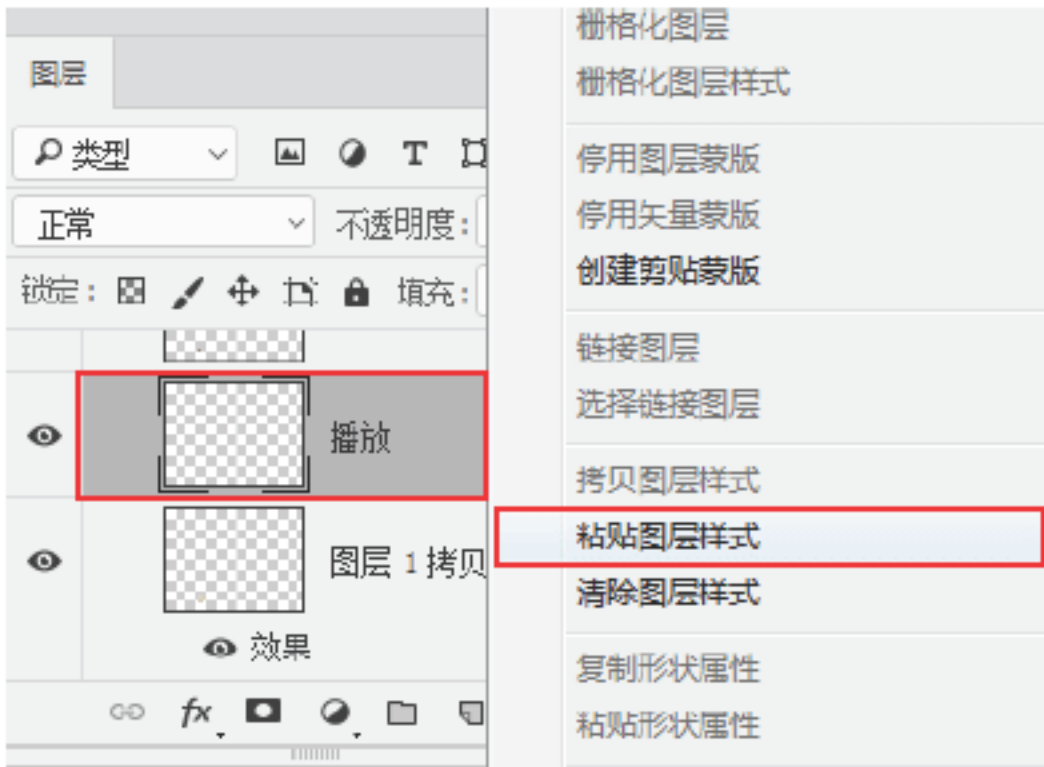 图层
类型
T
正常
不透明度：
锁定：
填充：
播放
图层 1 拷贝
效果
fx
栅格化图层
栅格化图层样式
停用图层蒙版
停用矢量蒙版
创建剪贴蒙版
链接图层
选择链接图层
拷贝图层样式
粘贴图层样式
清除图层样式
复制形状属性
粘贴形状属性